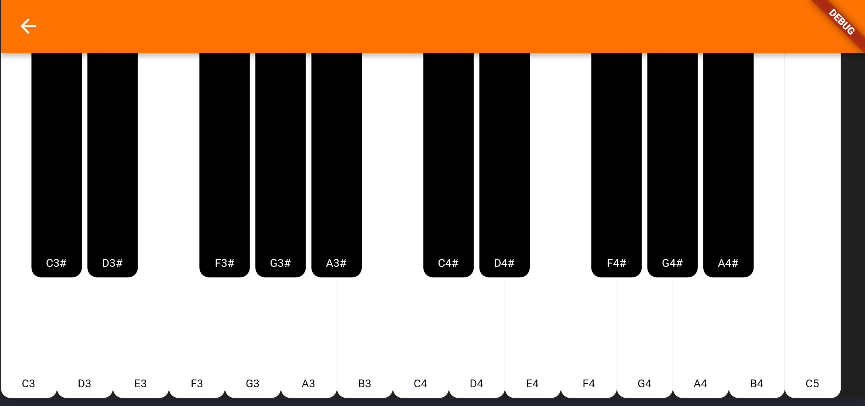 DEBUG
C3# D3# F3# G3# A3# C4# D4# F4# G4# A4#
C3 D3 E3 F3 G3 A3 B3 C4 D4 E4 F4 G4 A4 B4 C5